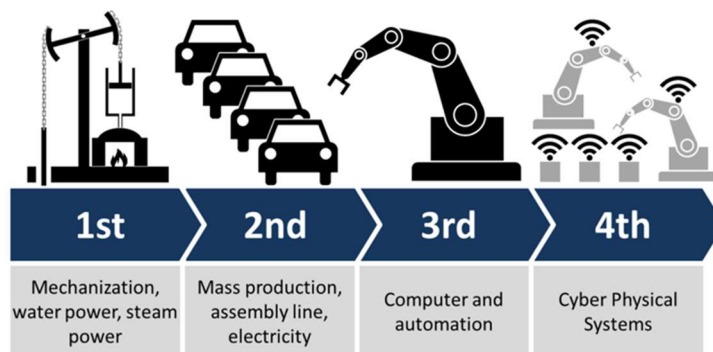 1st
2nd
3rd
4th
Mechanization,
water power, steam
power
Mass production,
assembly line,
electricity
Computer and
automation
Cyber Physical
Systems